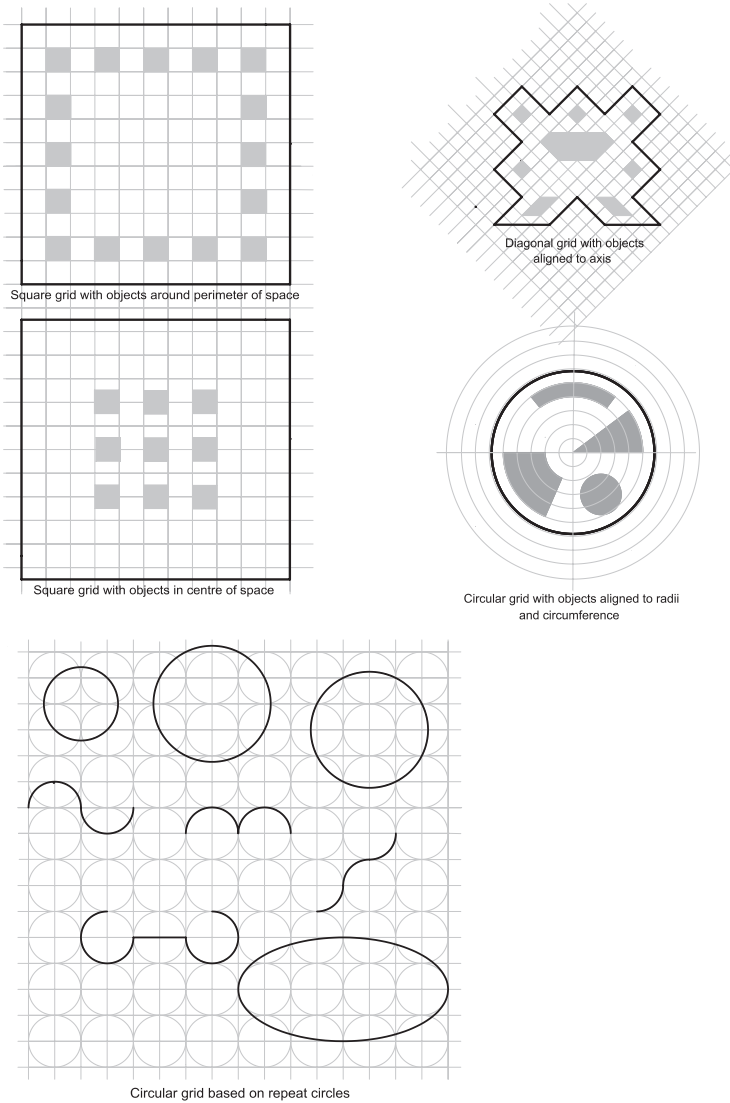 Square grid with objects around perimeter of space
Diagonal grid with objects
aligned to axis
Square grid with objects in centre of space
Circular grid with objects aligned to radii
and circumference
Circular grid based on repeat circles